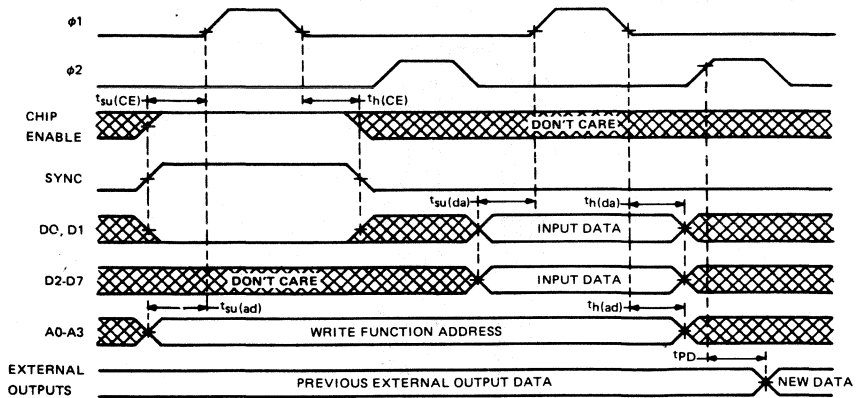 ϕ1
ϕ2
tsu(CE)
th(CE)
CHIP
ENABLE
DON'T CARE
SYNC
tsu(da)
th(da)
D0, D1
INPUT DATA
D2-D7
DON'T CARE
INPUT DATA
tsu(ad)
th(ad)
A0-A3
WRITE FUNCTION ADDRESS
tPD
EXTERNAL
OUTPUTS
PREVIOUS EXTERNAL OUTPUT DATA
NEW DATA